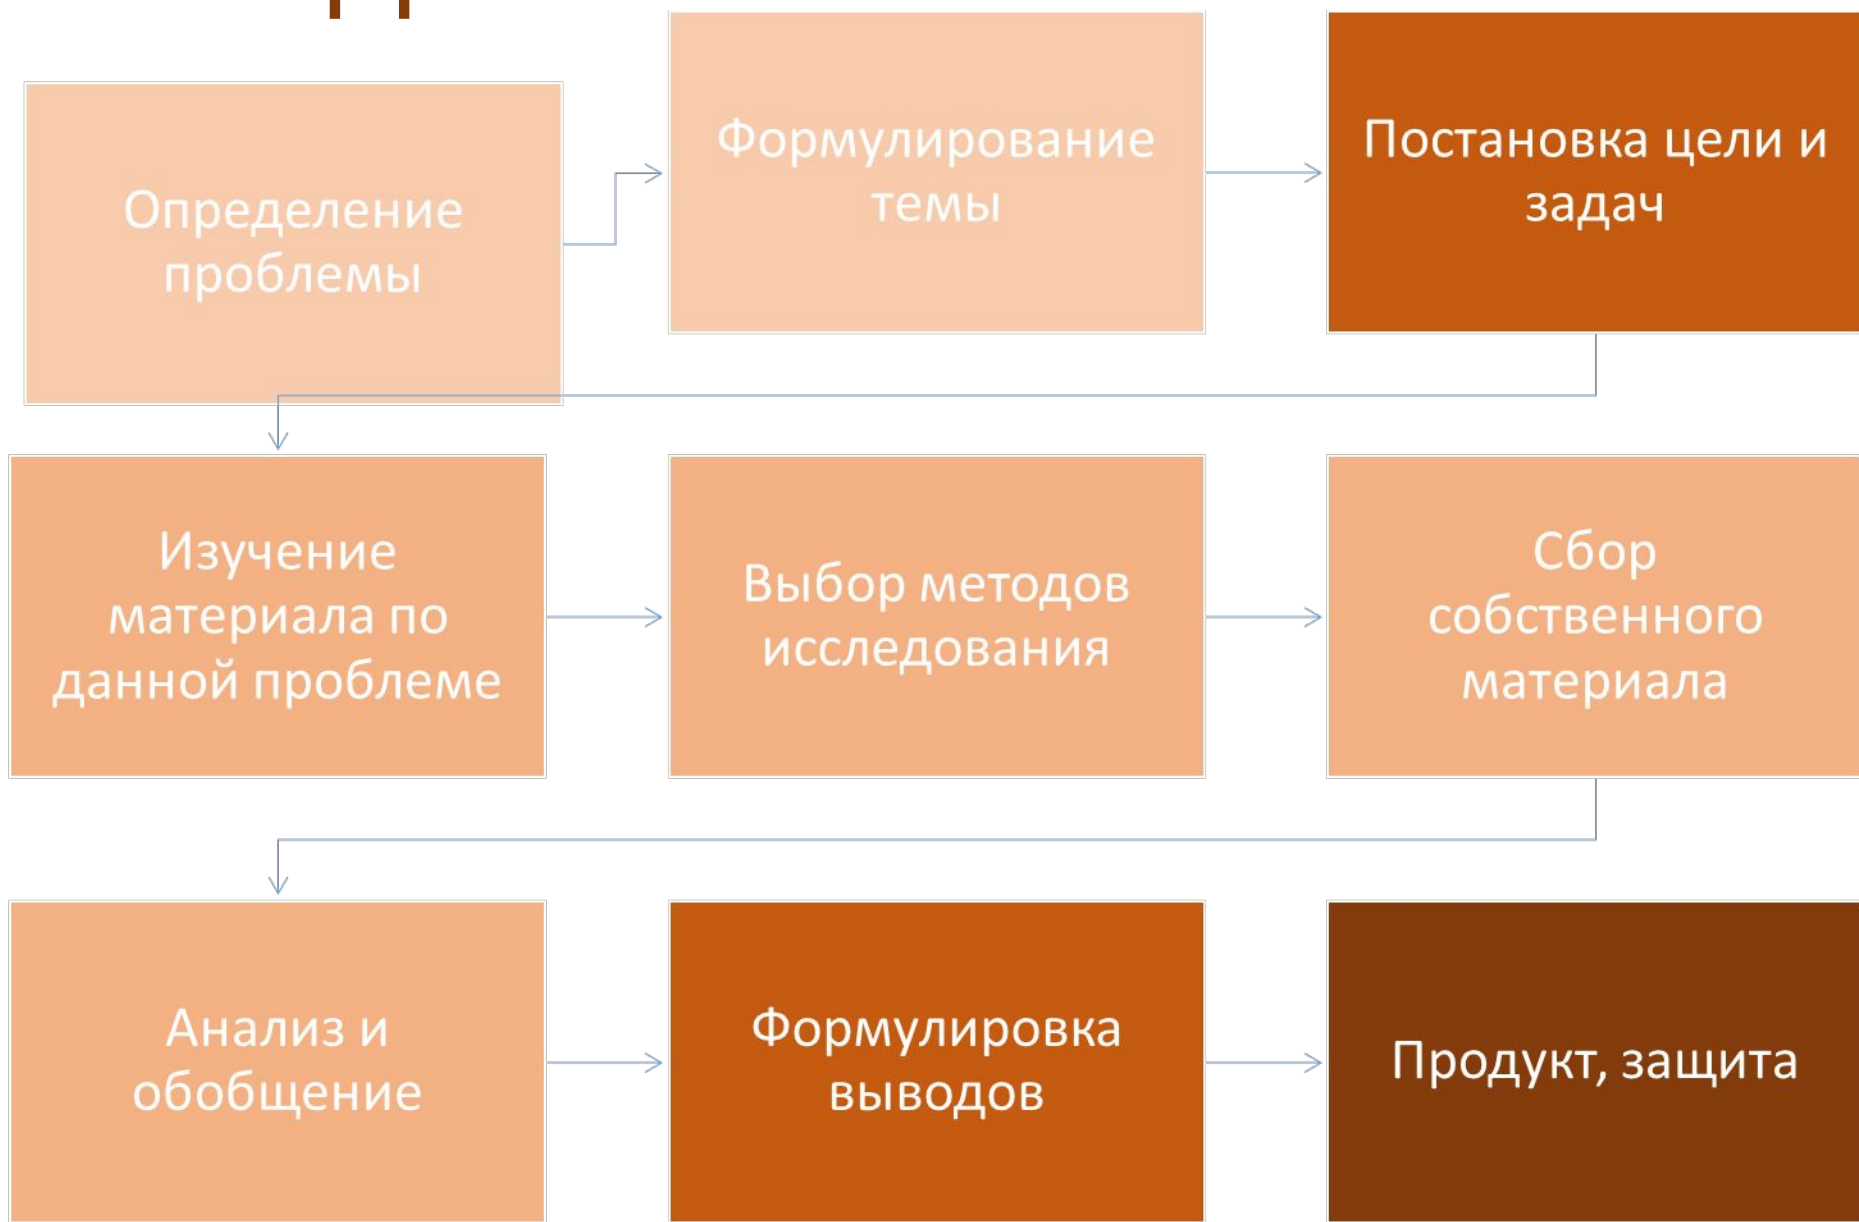 Определение
проблемы
Формулирование
темы
Постановка цели и
задач
Изучение
материала по
данной проблеме
Выбор методов
исследования
Сбор
собственного
материала
Анализ и
обобщение
Формулировка
выводов
Продукт, защита